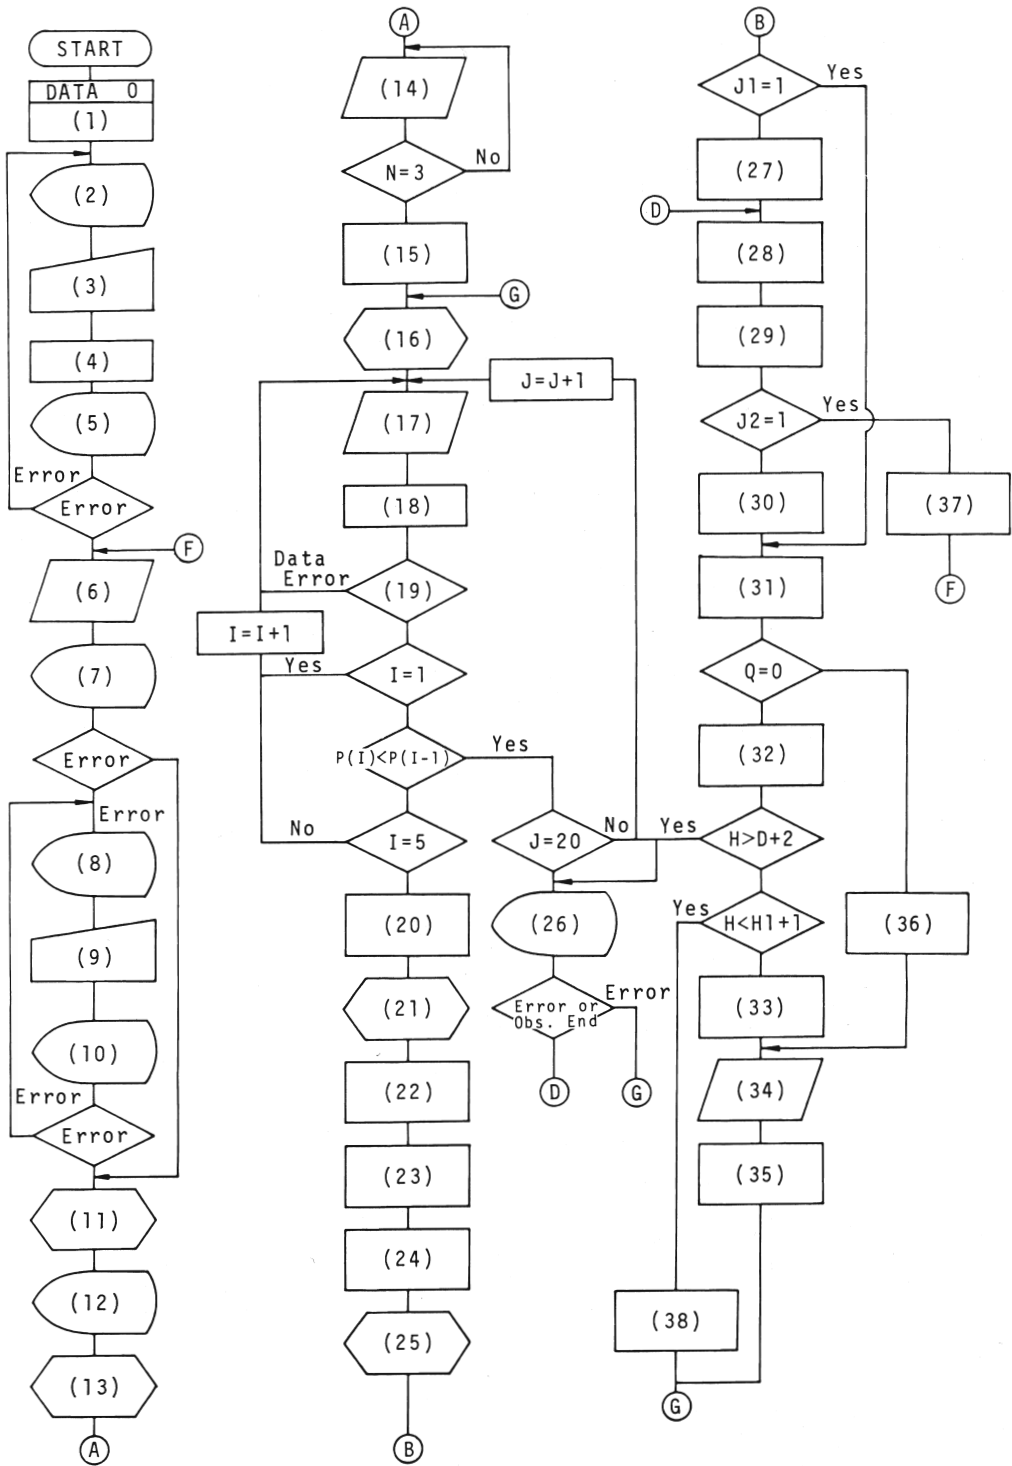 START
DATA 0
(1)
(2)
(3)
(4)
(5)
Error
Error
F
(6)
(7)
Error
Error
(8)
(9)
(10)
Error
Error
(11)
(12)
(13)
A
A
(14)
N=3
No
(15)
G
(16)
J=J+1
(17)
(18)
Data
Error
(19)
I=I+1
Yes
I=1
P(I)<P(I-1)
Yes
No
I=5
J=20
No
(20)
(26)
(21)
Error or
Obs. End
Error
D
G
(22)
(23)
(24)
(25)
B
B
J1=1
Yes
(27)
D
(28)
(29)
J2=1
Yes
(30)
(37)
F
(31)
Q=0
(32)
Yes
H>D+2
Yes
H<H1+1
(36)
(33)
(34)
(35)
(38)
G